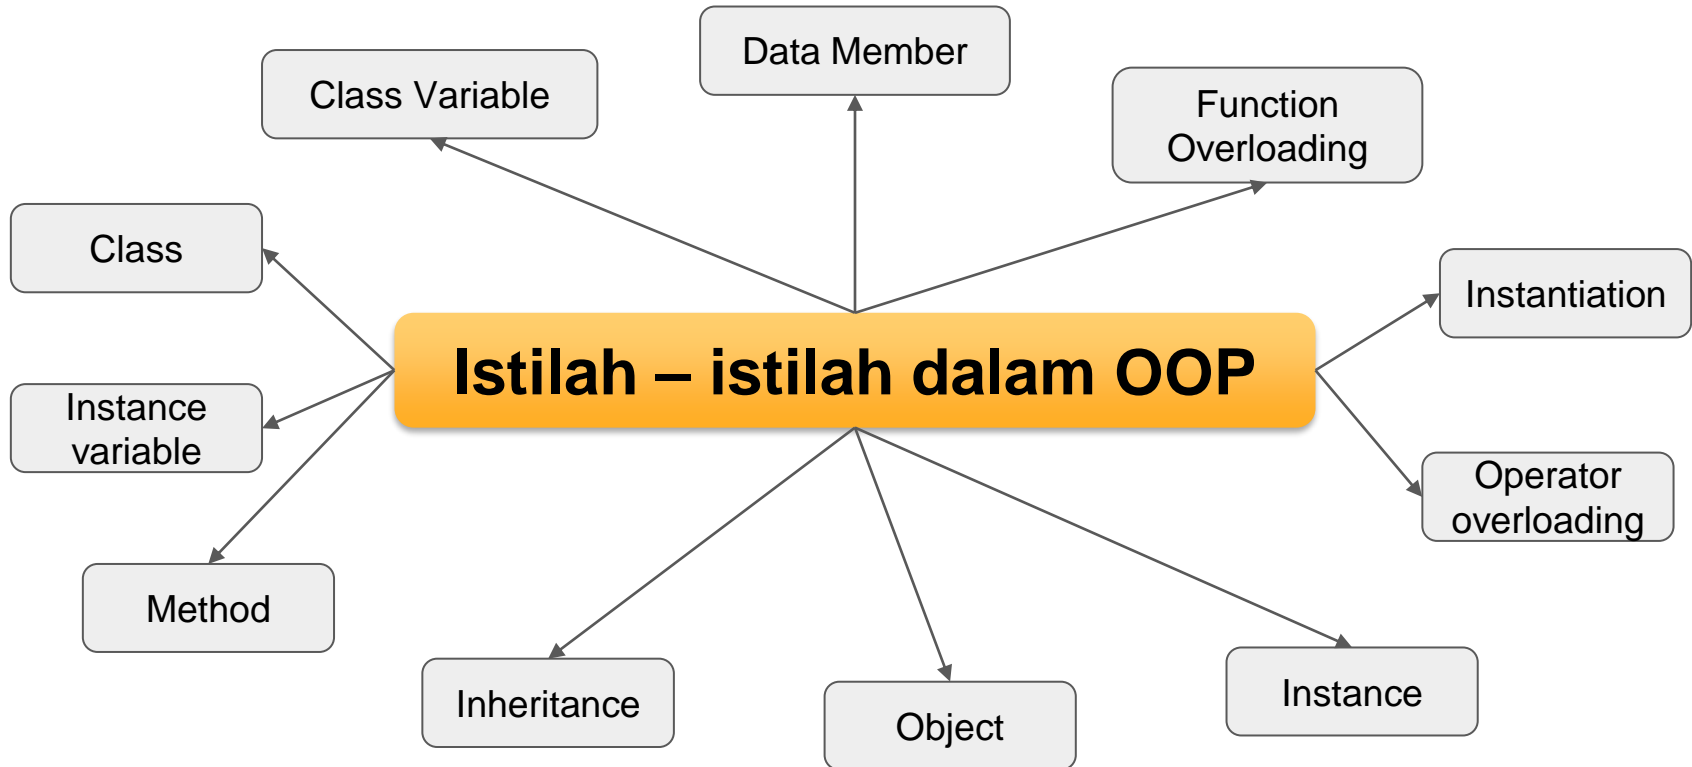 Data Member
Class Variable
Function
Overloading
Class
Instantiation
Istilah – istilah dalam OOP
Instance
variable
Operator
overloading
Method
Inheritance
Object
Instance